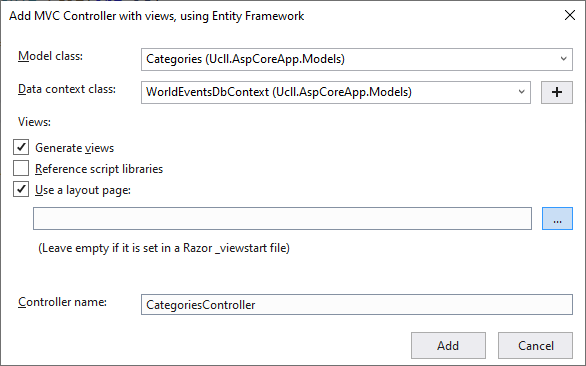 Add MVC Controller with views, using Entity Framework
Model class:
Categories (Ucll.AspCoreApp.Models)
Data context class:
WorldEventsDbContext (Ucll.AspCoreApp.Models)
+
Views:
Generate views
Reference script libraries
Use a layout page:
...
(Leave empty if it is set in a Razor _viewstart file)
Controller name:
CategoriesController
Add
Cancel